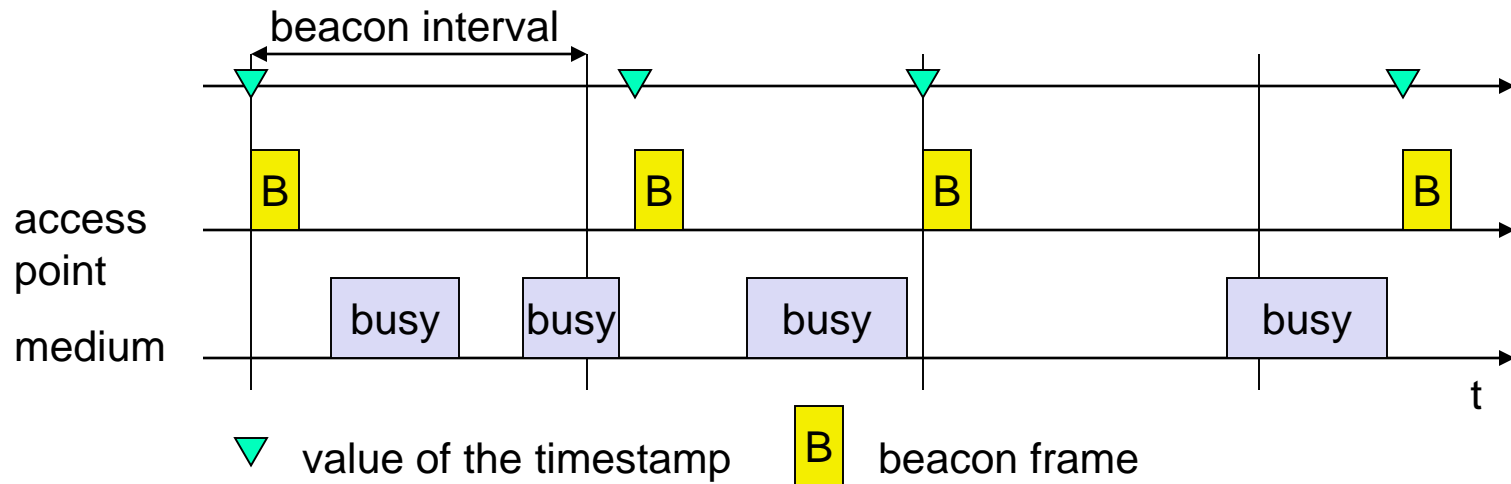 beacon interval
B B B B
access
point
busy busy busy busy
medium
t
value of the timestamp B beacon frame